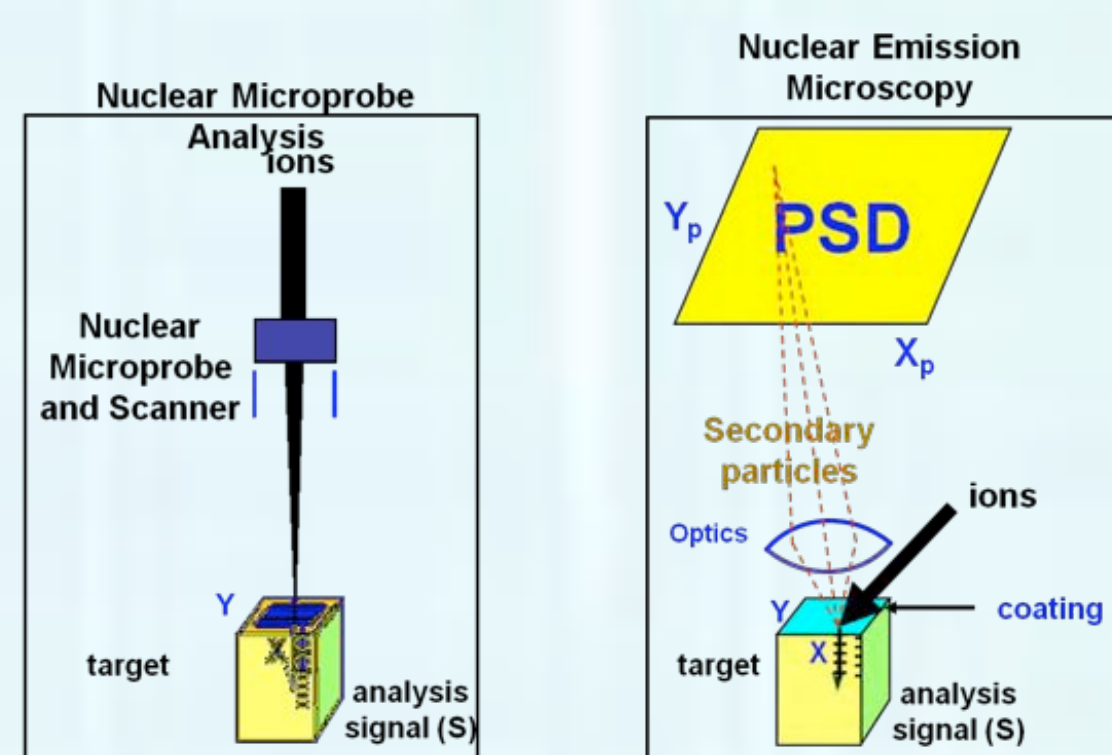 Nuclear Microprobe
Analysis
ions
Nuclear
Microprobe
and Scanner
Y
X
target
analysis
signal (S)
Nuclear Emission
Microscopy
PSD
Yp
Xp
Secondary
particles
ions
Optics
Y
coating
X
target
analysis
signal (S)